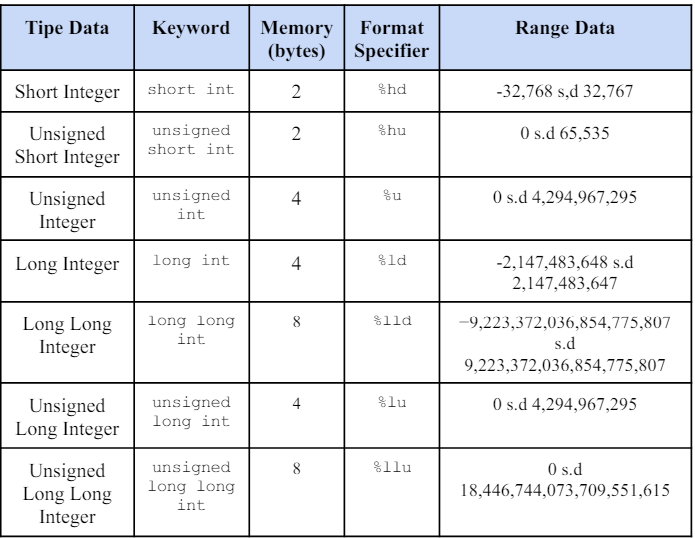 Tipe Data Keyword Memory Format Range Data
(bytes) Specifier
Short Integer short int 2 %hd -32,768 s,d 32,767
Unsigned unsigned 2 %hu 0 s.d 65,535
Short Integer short int
Unsigned unsigned 4 %u 0 s.d 4,294,967,295
Integer int
Long Integer long int 4 %ld -2,147,483,648 s.d
2,147,483,647
Long Long long long 8 %lld −9,223,372,036,854,775,807
Integer int s.d
9,223,372,036,854,775,807
Unsigned unsigned 4 %lu 0 s.d 4,294,967,295
Long Integer long int
Unsigned unsigned 8 %llu 0 s.d
Long Long long long 18,446,744,073,709,551,615
Integer int